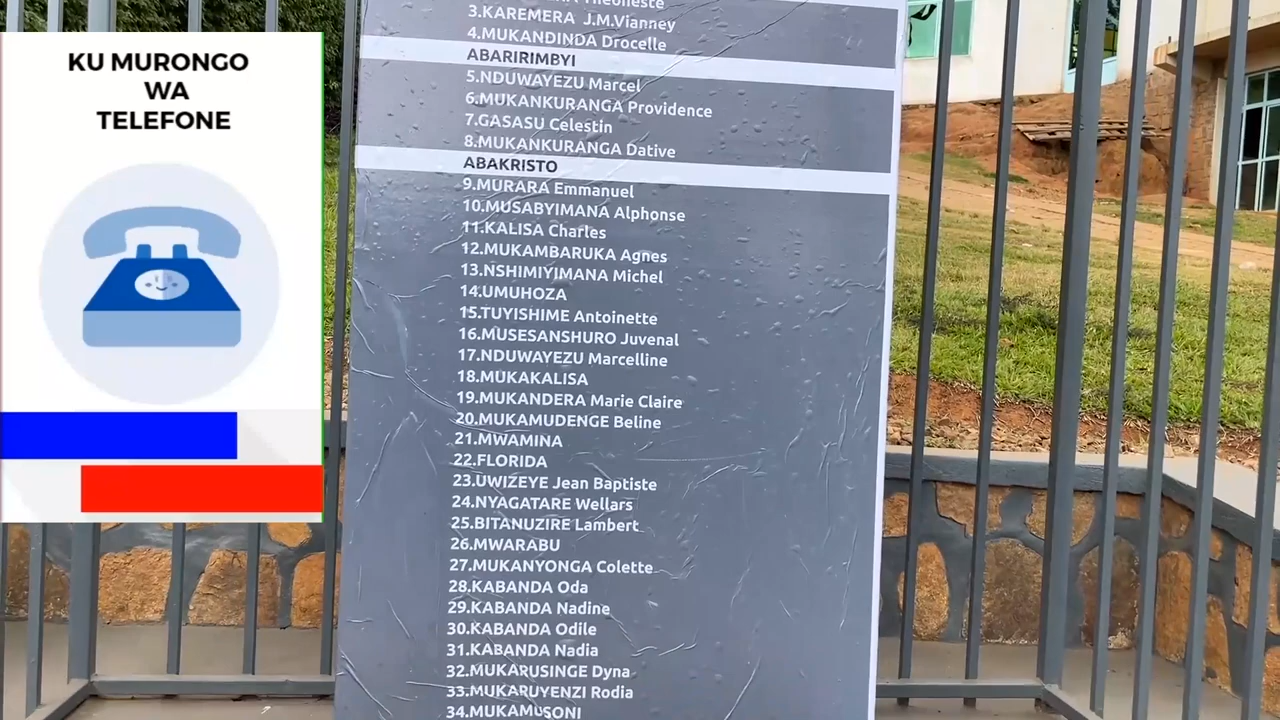 KU MURONGO
WA
TELEFONE
3.KAREMERA J.M.Vianney
4.MUKANDINDA Drocelle
ABARIRIMBYI
5.NDUWAYEZU Marcel
6.MUKANKURANGA Providence
7.GASASU Celestin
8.MUKANKURANGA Dative
ABAKRISTO
9.MURARA Emmanuel
10.MUSABYIMANA Alphonse
11.KALISA Charles
12.MUKAMBARUKA Agnes
13.NSHIMIYIMANA Michel
14.UMUHOZA
15.TUYISHIME Antoinette
16.MUSESANSHURO Juvenal
17.NDUWAYEZU Marcelline
18.MUKAKALISA
19.MUKANDERA Marie Claire
20.MUKAMUDENGE Beline
21.MWAMINA
22.FLORIDA
23.UWIZEYE Jean Baptiste
24.NYAGATARE Wellars
25.BITANUZIRE Lambert
26.MWARABU
27.MUKANYONGA Colette
28.KABANDA Oda
29.KABANDA Nadine
30.KABANDA Odile
31.KABANDA Nadia
32.MUKARUSINGE Dyna
33.MUKARUYENZI Rodia
34.MUKAMUSONI